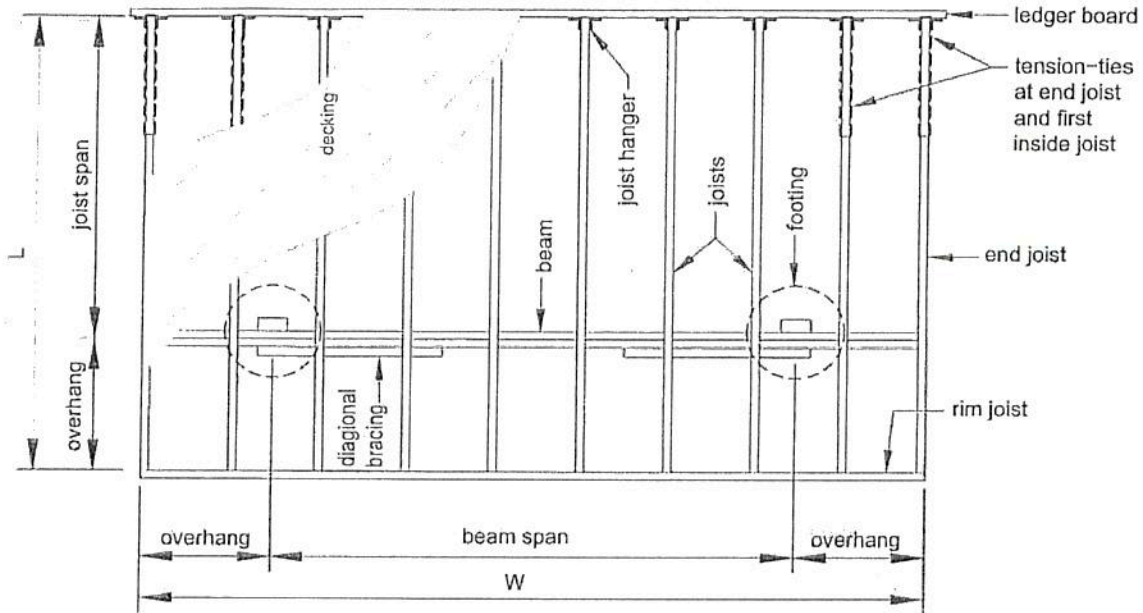 ledger board
tension-ties
at end joist
and first
inside joist
decking
joist hanger
joists
footing
joist span
L
beam
end joist
overhang
diagional
bracing
rim joist
overhang
beam span
overhang
W